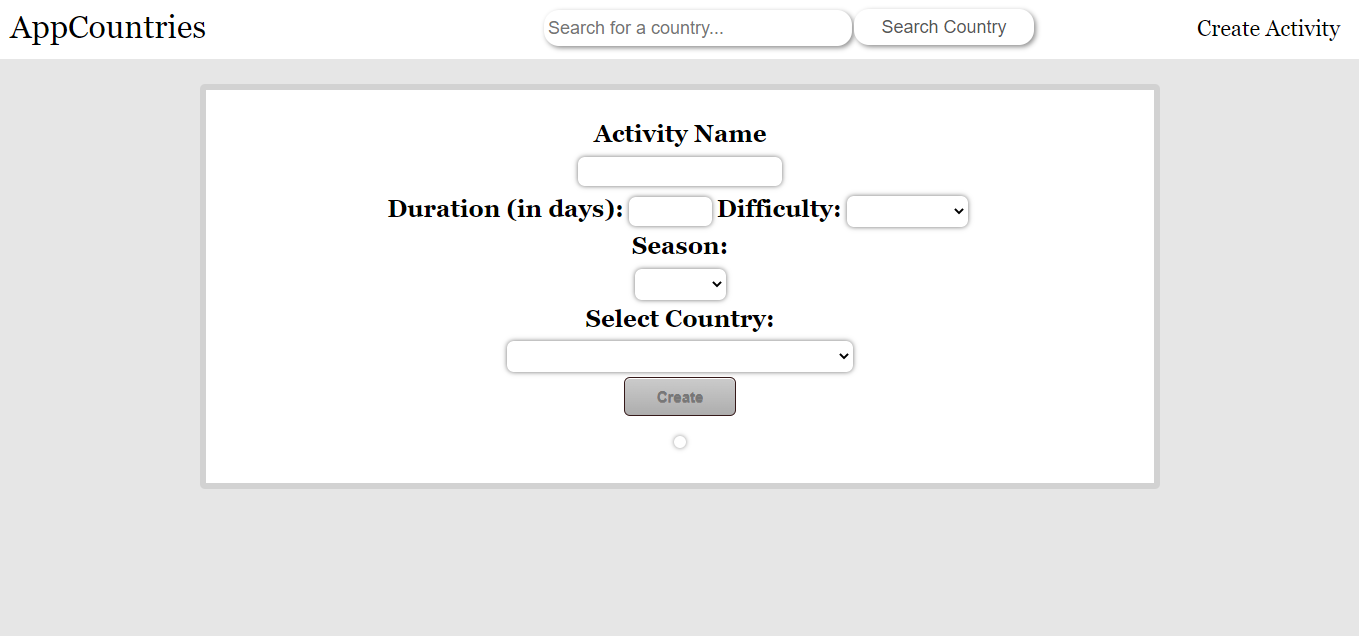 AppCountries
Search for a country...
Search Country
Create Activity
Activity Name
Duration (in days): Difficulty:
Season:
Select Country:
Create